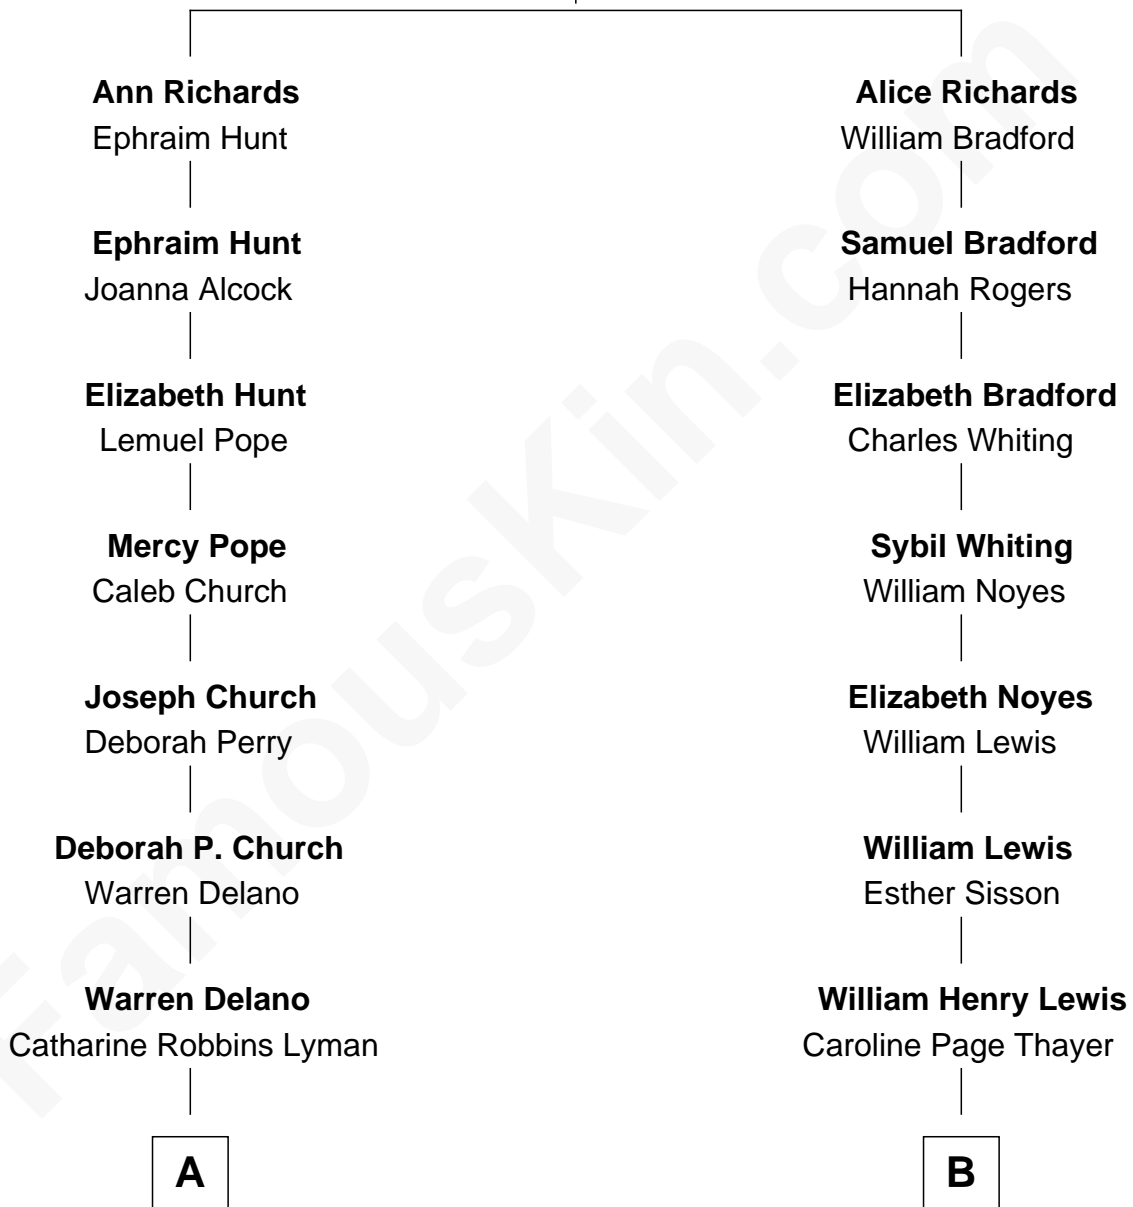 Ann Richards
Ephraim Hunt
Ephraim Hunt
Joanna Alcock
Elizabeth Hunt
Lemuel Pope
Mercy Pope
Caleb Church
Joseph Church
Deborah Perry
Deborah P. Church
Warren Delano
Warren Delano
Catharine Robbins Lyman
A
Alice Richards
William Bradford
Samuel Bradford
Hannah Rogers
Elizabeth Bradford
Charles Whiting
Sybil Whiting
William Noyes
Elizabeth Noyes
William Lewis
William Lewis
Esther Sisson
William Henry Lewis
Caroline Page Thayer
B
FamousKin.com